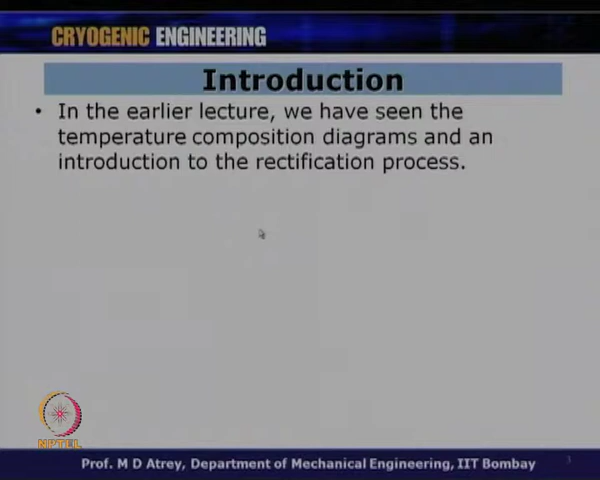 CRYOGENIC ENGINEERING
Introduction
• In the earlier lecture, we have seen the
temperature composition diagrams and an
introduction to the rectification process.
NPTEL
Prof. M D Atrey, Department of Mechanical Engineering, IIT Bombay
3